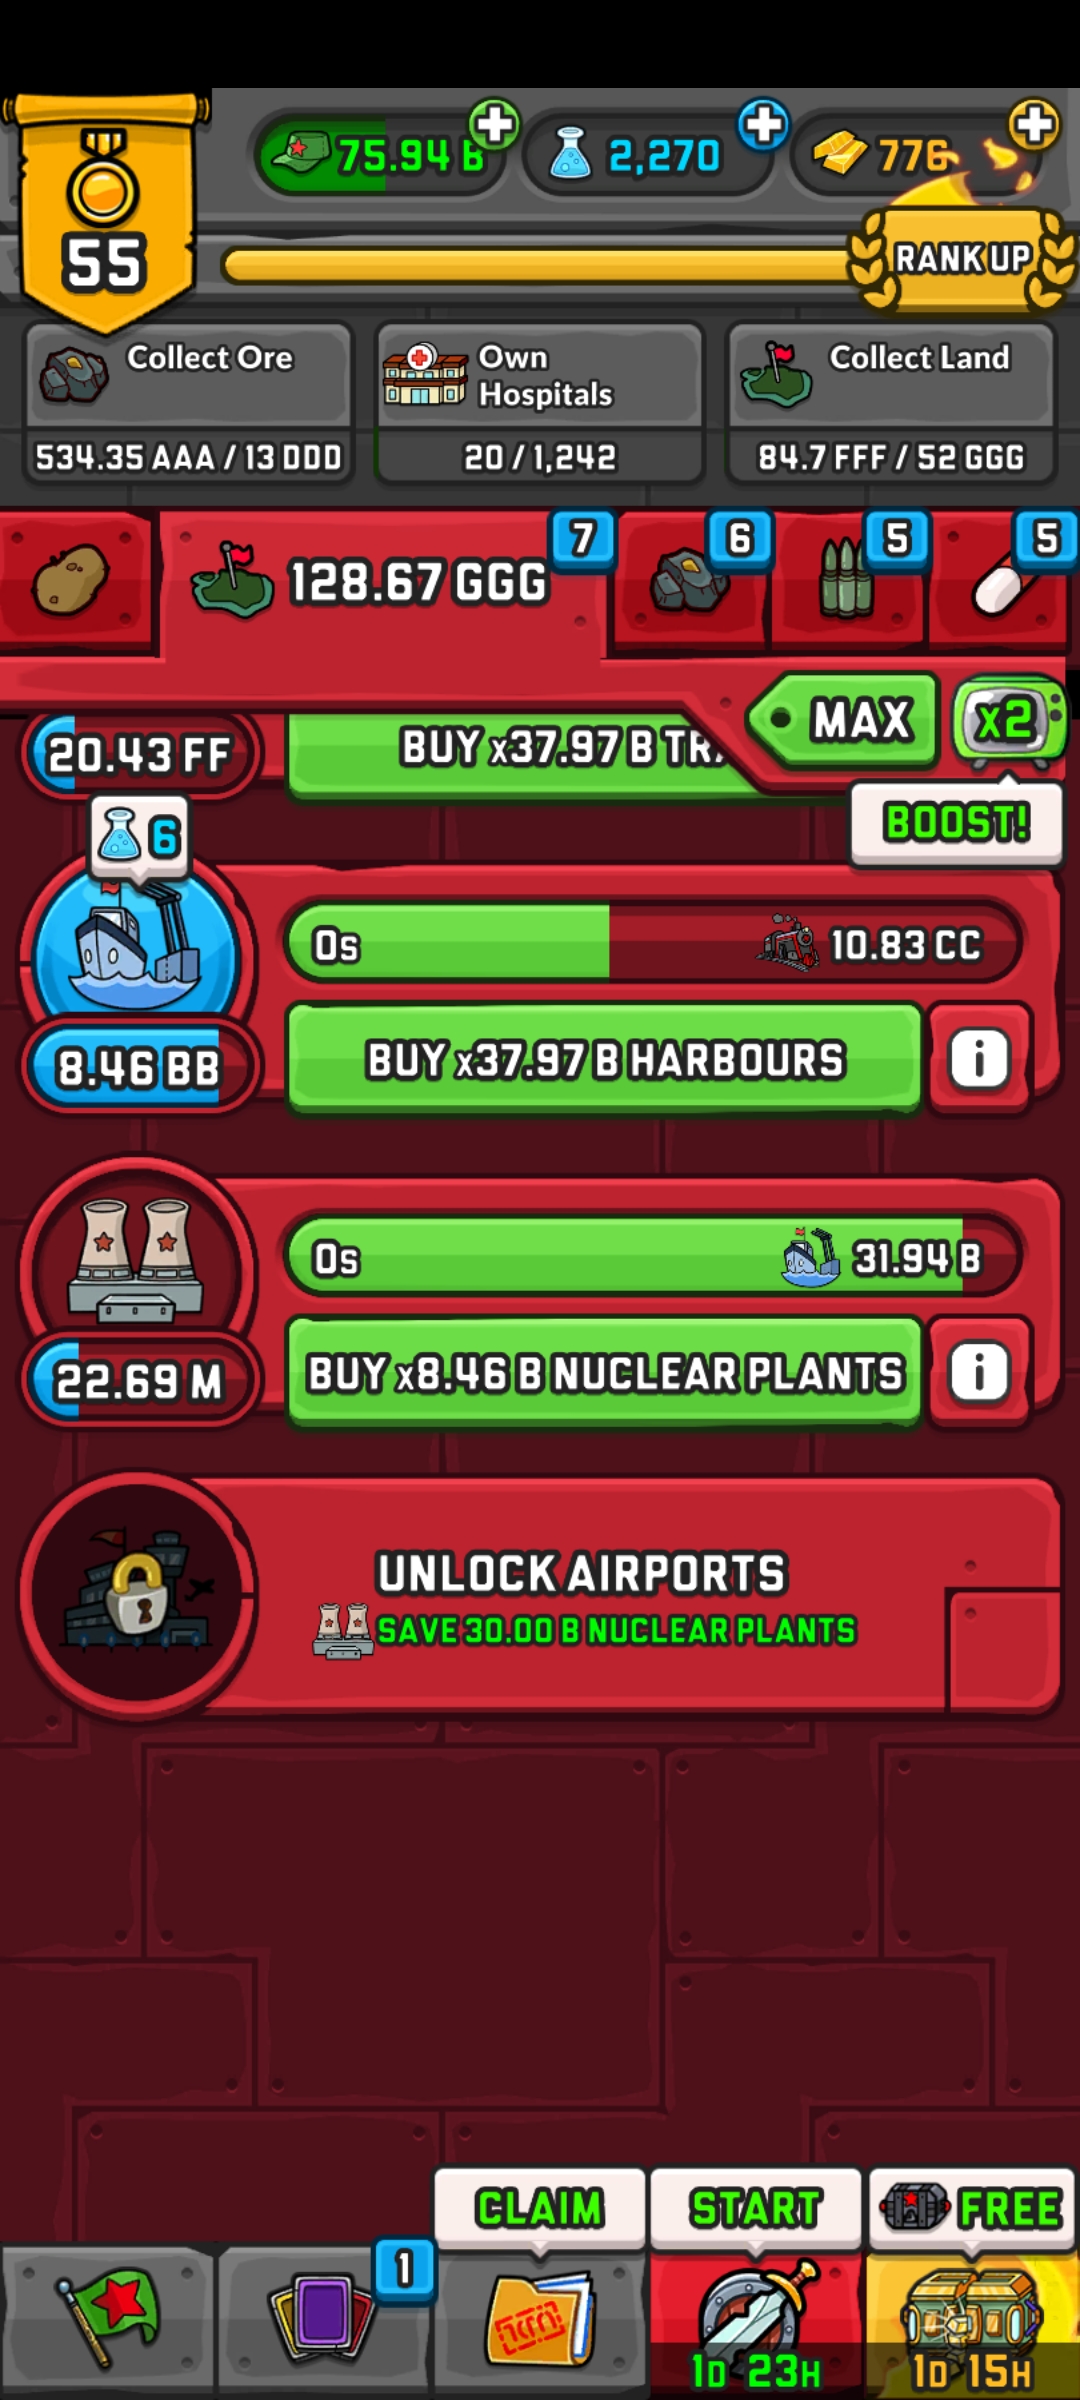 55
75.94 B
2,270
776
RANK UP
Collect Ore
534.35 AAA / 13 DDD
Own
Hospitals
20 / 1,242
Collect Land
84.7 FFF / 52 GGG
128.67 GGG
7
6
5
5
20.43 FF
BUY x37.97 B TRA
MAX
x2
BOOST!
6
0s
10.83 CC
8.46 BB
BUY x37.97 B HARBOURS
i
0s
31.94 B
22.69 M
BUY x8.46 B NUCLEAR PLANTS
i
UNLOCK AIRPORTS
SAVE 30.00 B NUCLEAR PLANTS
CLAIM
START
FREE
1
1D 23H
1D 15H